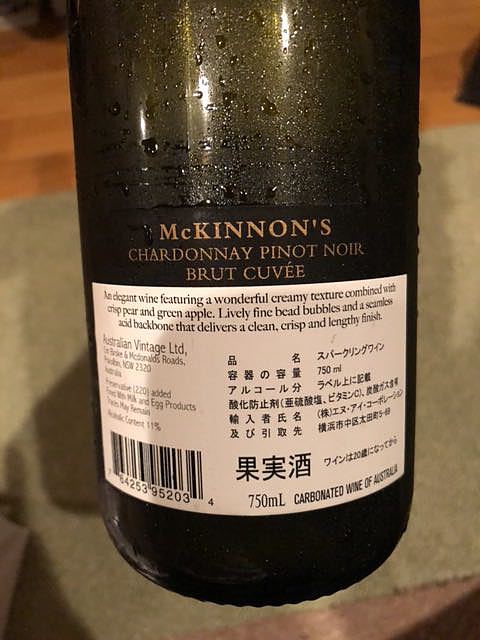 McKINNON'S
CHARDONNAY PINOT NOIR
BRUT CUVÉE
An elegant wine featuring a wonderful creamy texture combined with
crisp pear and green apple. Lively fine bead bubbles and a seamless
acid backbone that delivers a clean, crisp and lengthy finish.
Australian Vintage Ltd,
Cnr Broke & Mcdonalds Roads,
Pokolbin, NSW 2320
Australia
Preservative (220) added
Fined With Milk and Egg Products
Traces May Remain
Alcoholic Content 11%
品名 スパークリングワイン
容器の容量 750 ml
アルコール分 ラベル上に記載
酸化防止剤(亜硫酸塩、ビタミンC)、炭酸ガス含有
輸入者氏名 (株)エヌ・アイ・コーポレーション
及び引取先 横浜市中区太田町5-69
果実酒 ワインは20歳になってから
750mL CARBONATED WINE OF AUSTRALIA
7 64253 95203 4